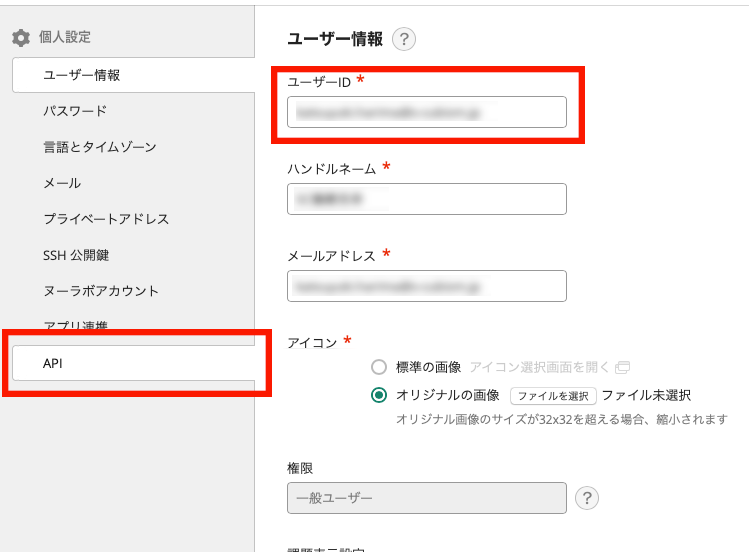 個人設定
ユーザー情報
パスワード
言語とタイムゾーン
メール
プライベートアドレス
SSH 公開鍵
ヌーラボアカウント
アプリ連携
API
ユーザー情報 ?
ユーザーID *
ハンドルネーム *
メールアドレス *
アイコン *
標準の画像 アイコン選択画面を開く
オリジナルの画像 ファイルを選択 ファイル未選択
オリジナル画像のサイズが32x32を超える場合、縮小されます
権限
一般ユーザー ?
課題表示設定